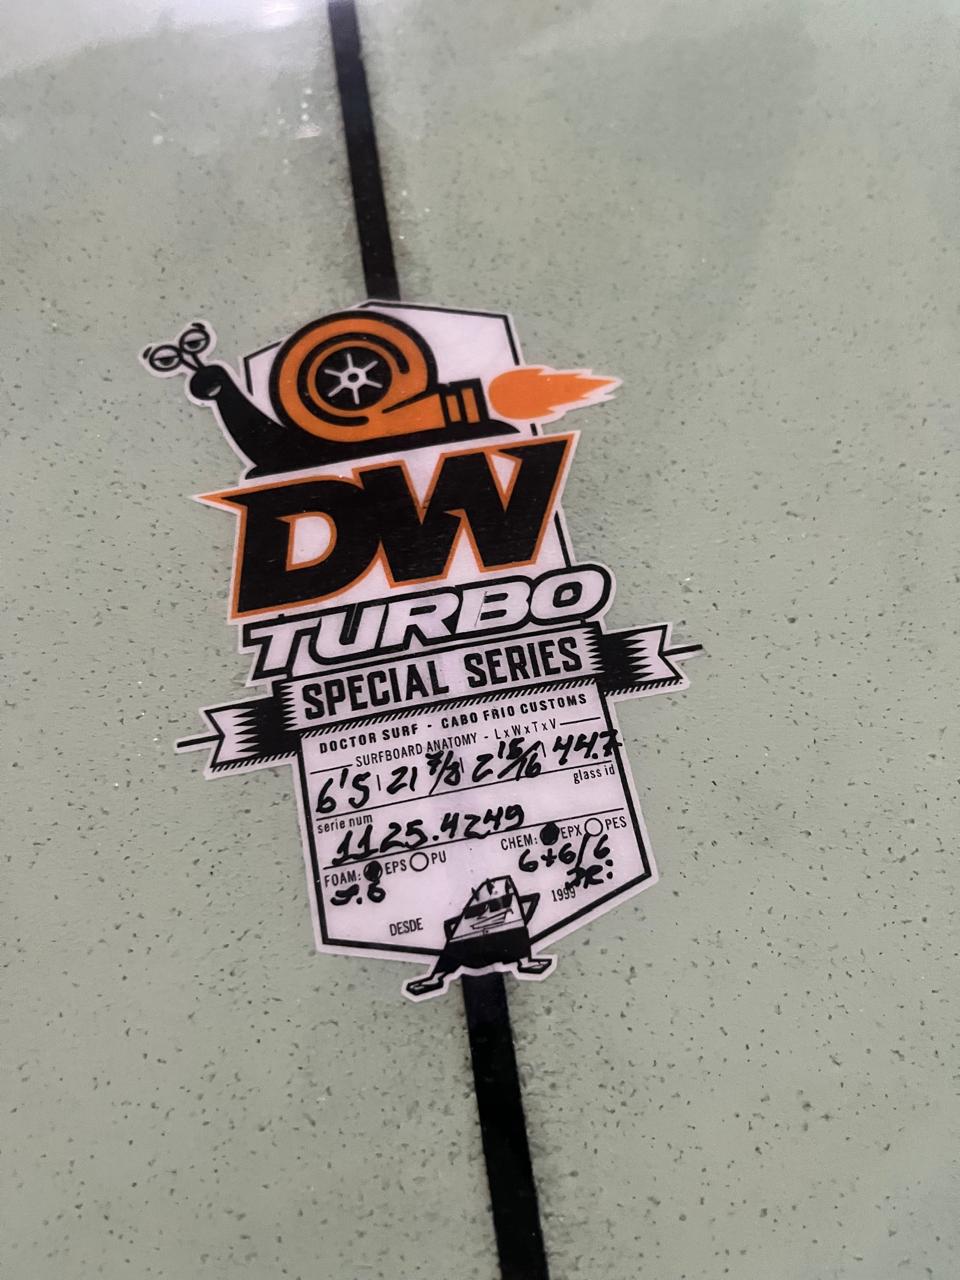 DW
TURBO
SPECIAL SERIES
DOCTOR SURF - CABO FRIO CUSTOMS
SURFBOARD ANATOMY - LxWxTxV
6'5 | 21 7/8 | 2 15/16 | 44.7
glass id
serie num
1125.4249
CHEM: EPX PES
6+6/6
FOAM: EPS PU
DESDE
1999